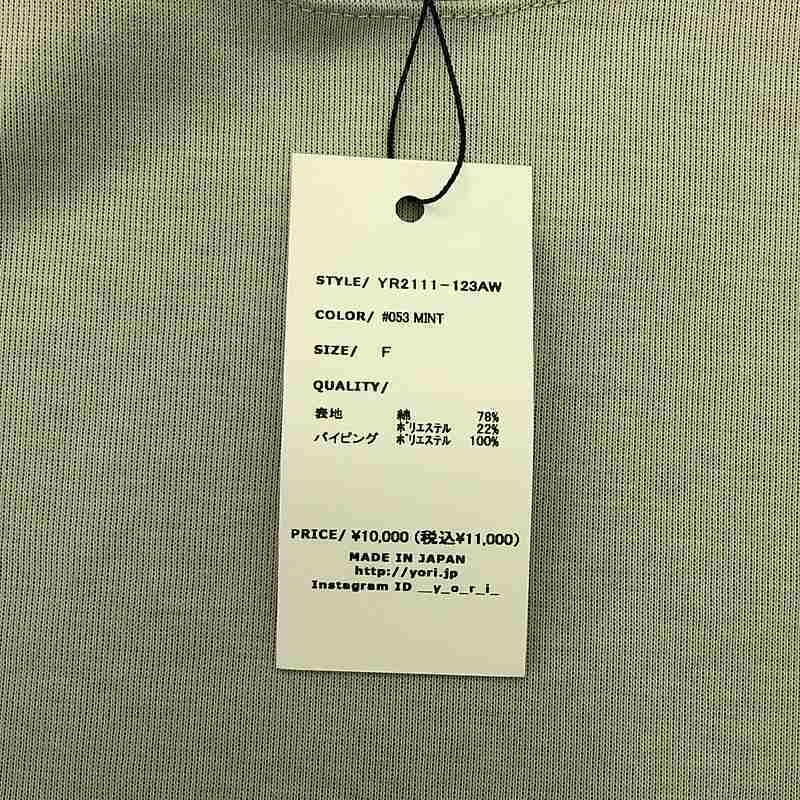 STYLE/ YR2111-123AW
COLOR/ #053 MINT
SIZE/ F
QUALITY/
表地 綿 78%
ポリエステル 22%
パイピング ポリエステル 100%
PRICE/ ¥10,000 (税込¥11,000)
MADE IN JAPAN
http://yori.jp
Instagram ID __y_o_r_i_